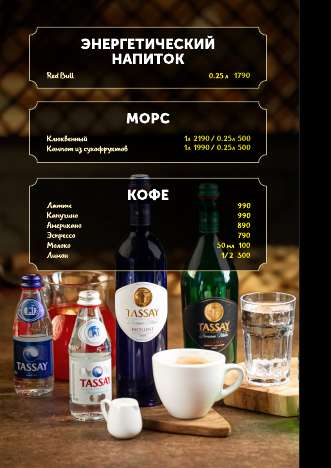 ЭНЕРГЕТИЧЕСКИЙ
НАПИТОК
Red Bull 0.25 л 1790
МОРС
Клюквенный 1л 2190 / 0.25л 500
Компот из сухофруктов 1л 1990 / 0.25л 500
КОФЕ
Латте 990
Капучино 990
Американо 890
Эспрессо 790
Молоко 50 мл 100
Лимон 1/2 500
TASSAY
TASSAY
TASSAY
TASSAY